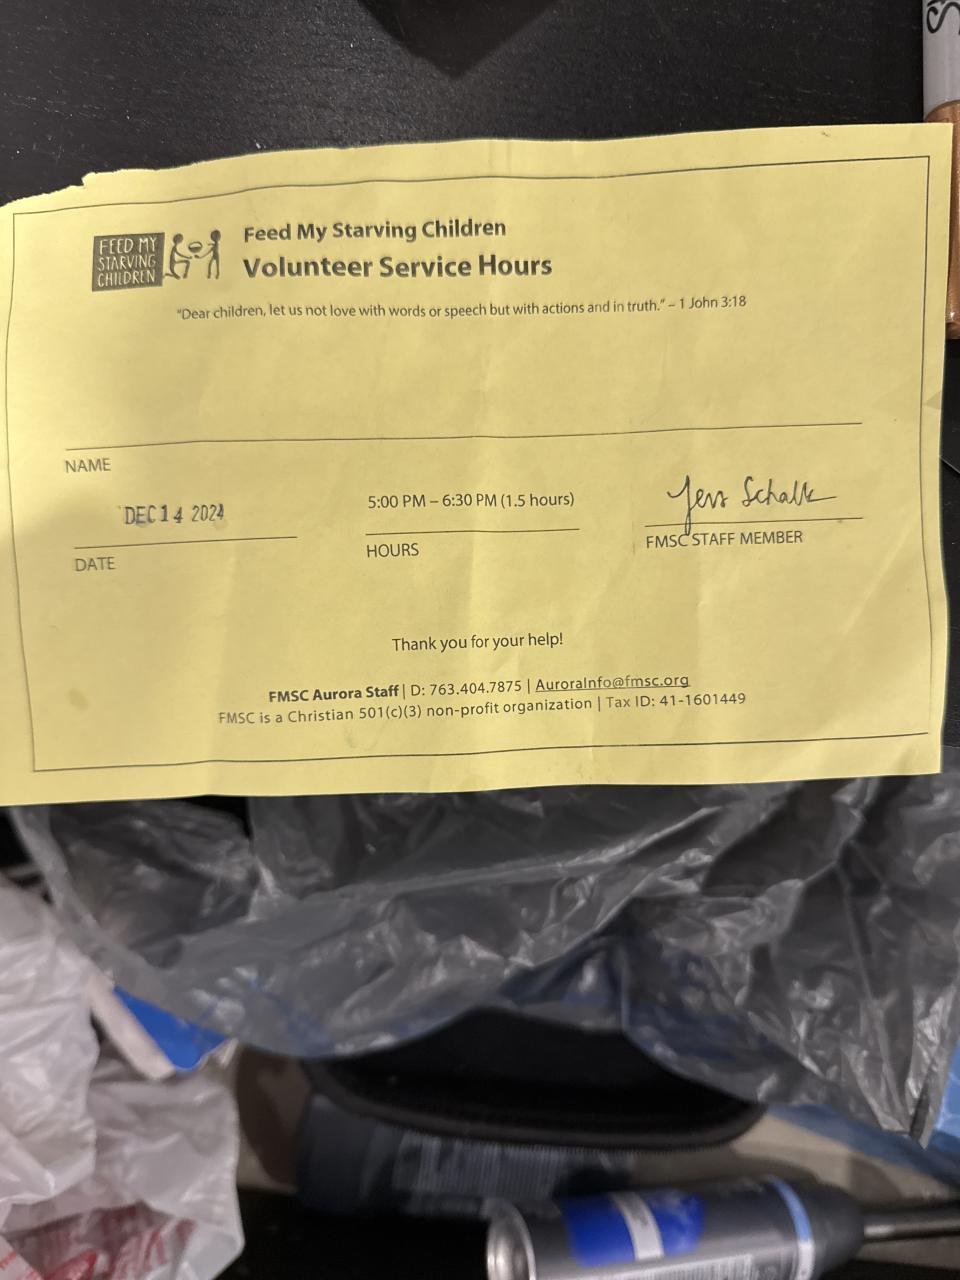 FEED MY
STARVING
CHILDREN
Feed My Starving Children
Volunteer Service Hours
"Dear children, let us not love with words or speech but with actions and in truth." – 1 John 3:18
NAME
DEC 14 2024
5:00 PM – 6:30 PM (1.5 hours)
Jess Schalk
DATE
HOURS
FMSC STAFF MEMBER
Thank you for your help!
FMSC Aurora Staff | D: 763.404.7875 | AuroraInfo@fmsc.org
FMSC is a Christian 501(c)(3) non-profit organization | Tax ID: 41-1601449